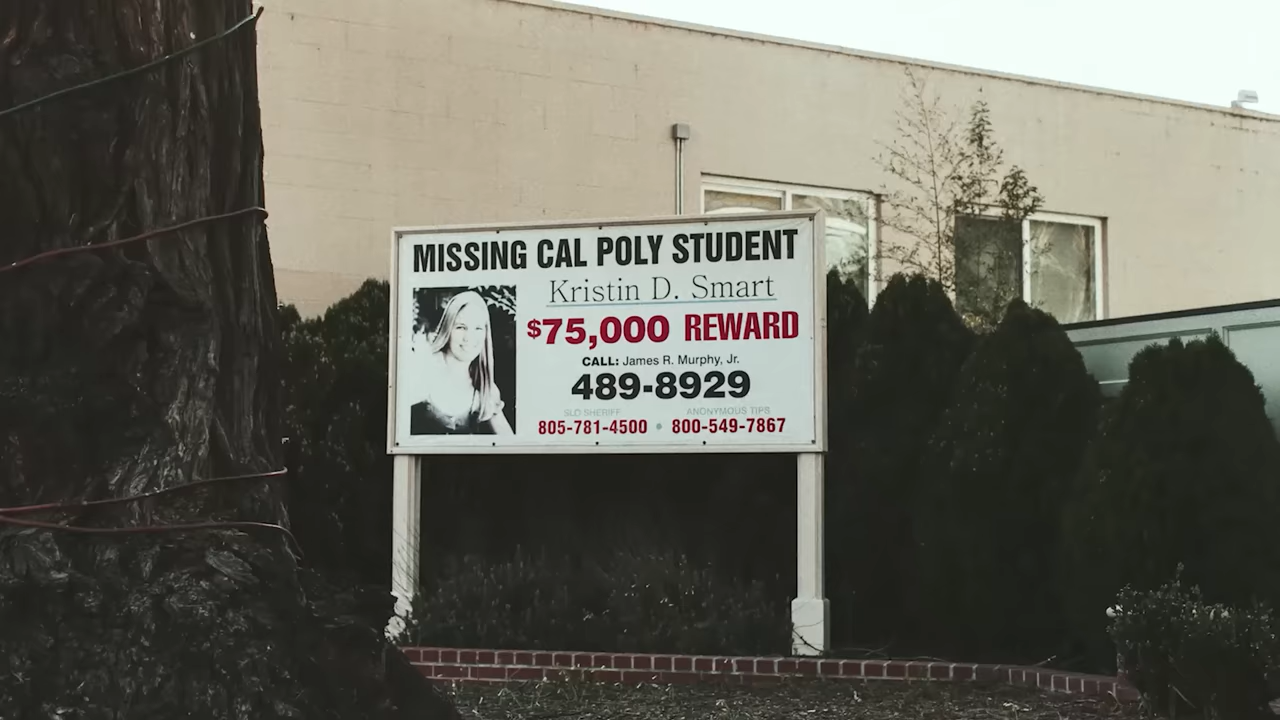 MISSING CAL POLY STUDENT
Kristin D. Smart
$75,000 REWARD
CALL: James R. Murphy, Jr.
489-8929
SLO SHERIFF ANONYMOUS TIPS
805-781-4500 • 800-549-7867